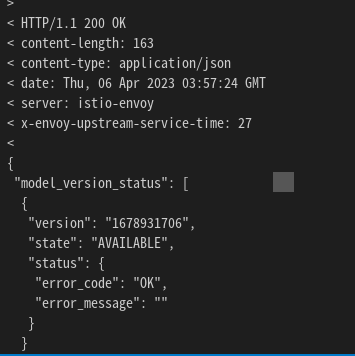 >
< HTTP/1.1 200 OK
< content-length: 163
< content-type: application/json
< date: Thu, 06 Apr 2023 03:57:24 GMT
< server: istio-envoy
< x-envoy-upstream-service-time: 27
<
{
 "model_version_status": [
  {
   "version": "1678931706",
   "state": "AVAILABLE",
   "status": {
    "error_code": "OK",
    "error_message": ""
   }
  }